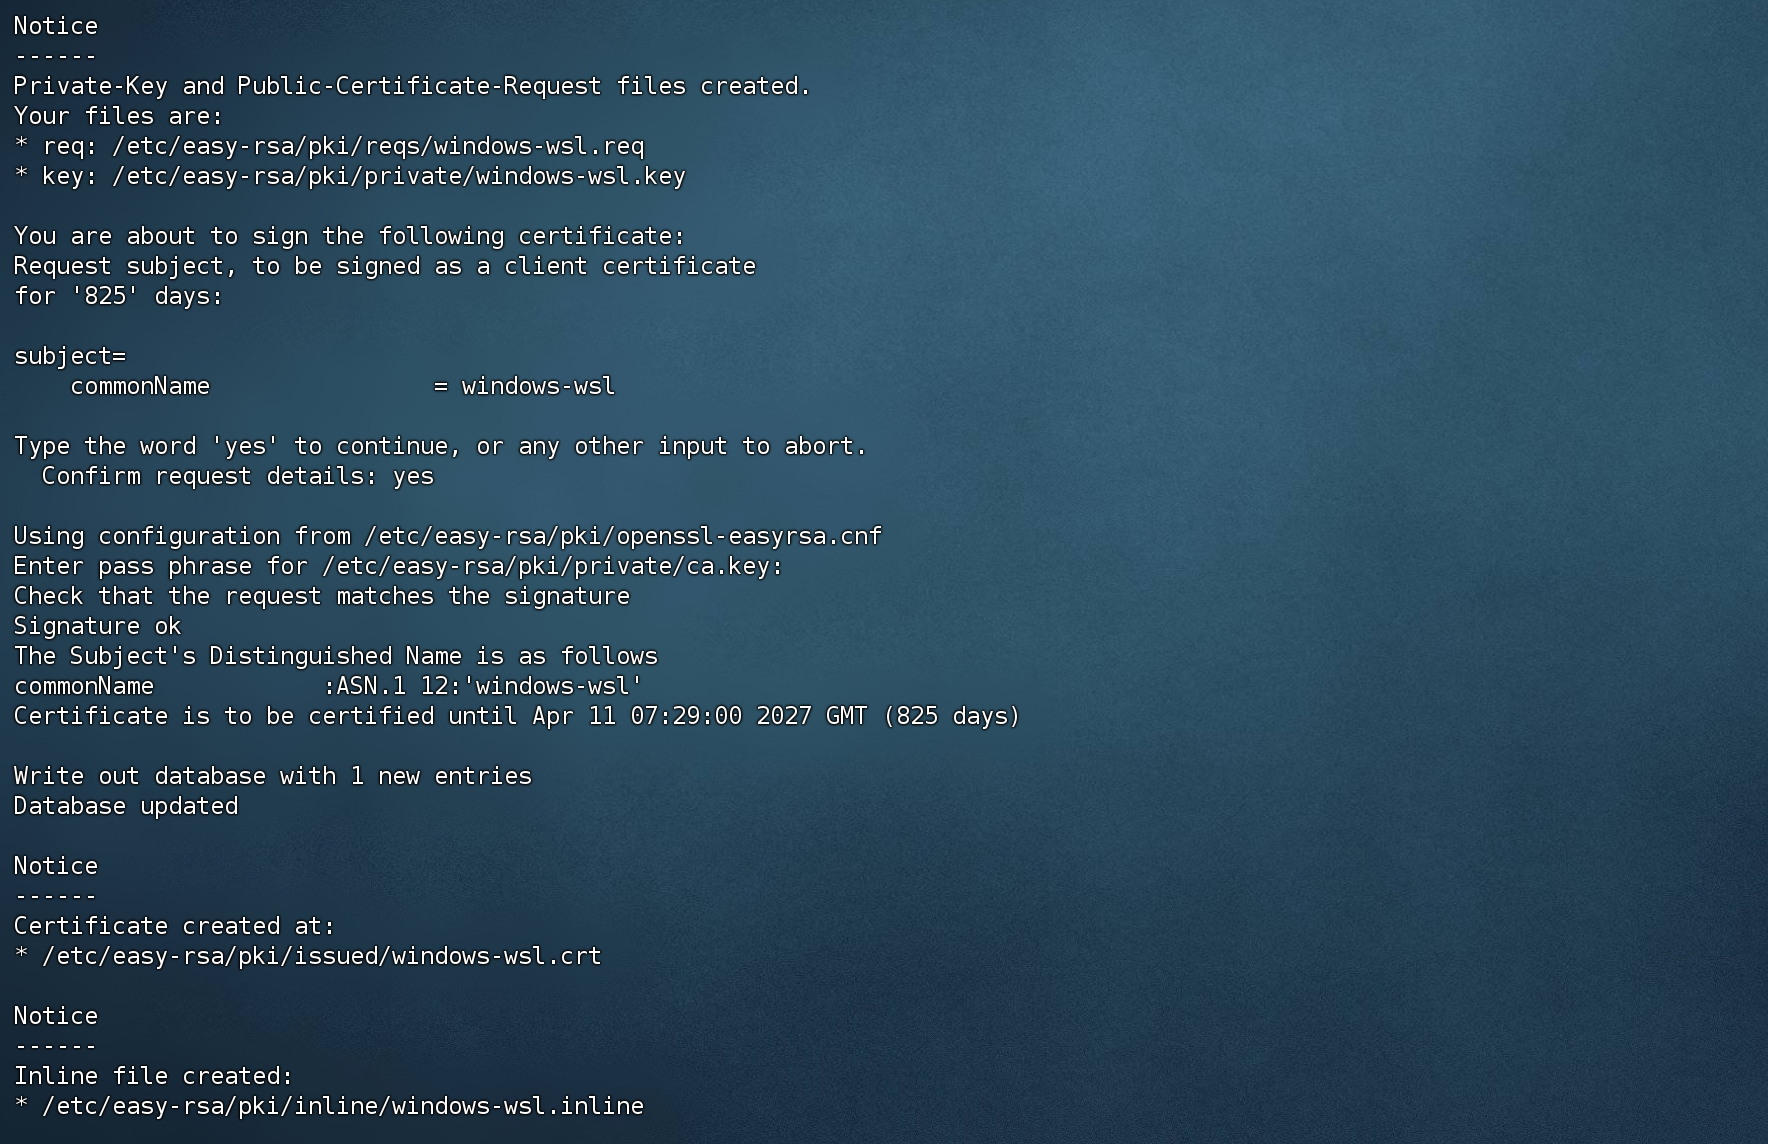 Notice
------
Private-Key and Public-Certificate-Request files created.
Your files are:
* req: /etc/easy-rsa/pki/reqs/windows-wsl.req
* key: /etc/easy-rsa/pki/private/windows-wsl.key

You are about to sign the following certificate:
Request subject, to be signed as a client certificate
for '825' days:

subject=
    commonName                = windows-wsl

Type the word 'yes' to continue, or any other input to abort.
  Confirm request details: yes

Using configuration from /etc/easy-rsa/pki/openssl-easyrsa.cnf
Enter pass phrase for /etc/easy-rsa/pki/private/ca.key:
Check that the request matches the signature
Signature ok
The Subject's Distinguished Name is as follows
commonName            :ASN.1 12:'windows-wsl'
Certificate is to be certified until Apr 11 07:29:00 2027 GMT (825 days)

Write out database with 1 new entries
Database updated

Notice
------
Certificate created at:
* /etc/easy-rsa/pki/issued/windows-wsl.crt

Notice
------
Inline file created:
* /etc/easy-rsa/pki/inline/windows-wsl.inline